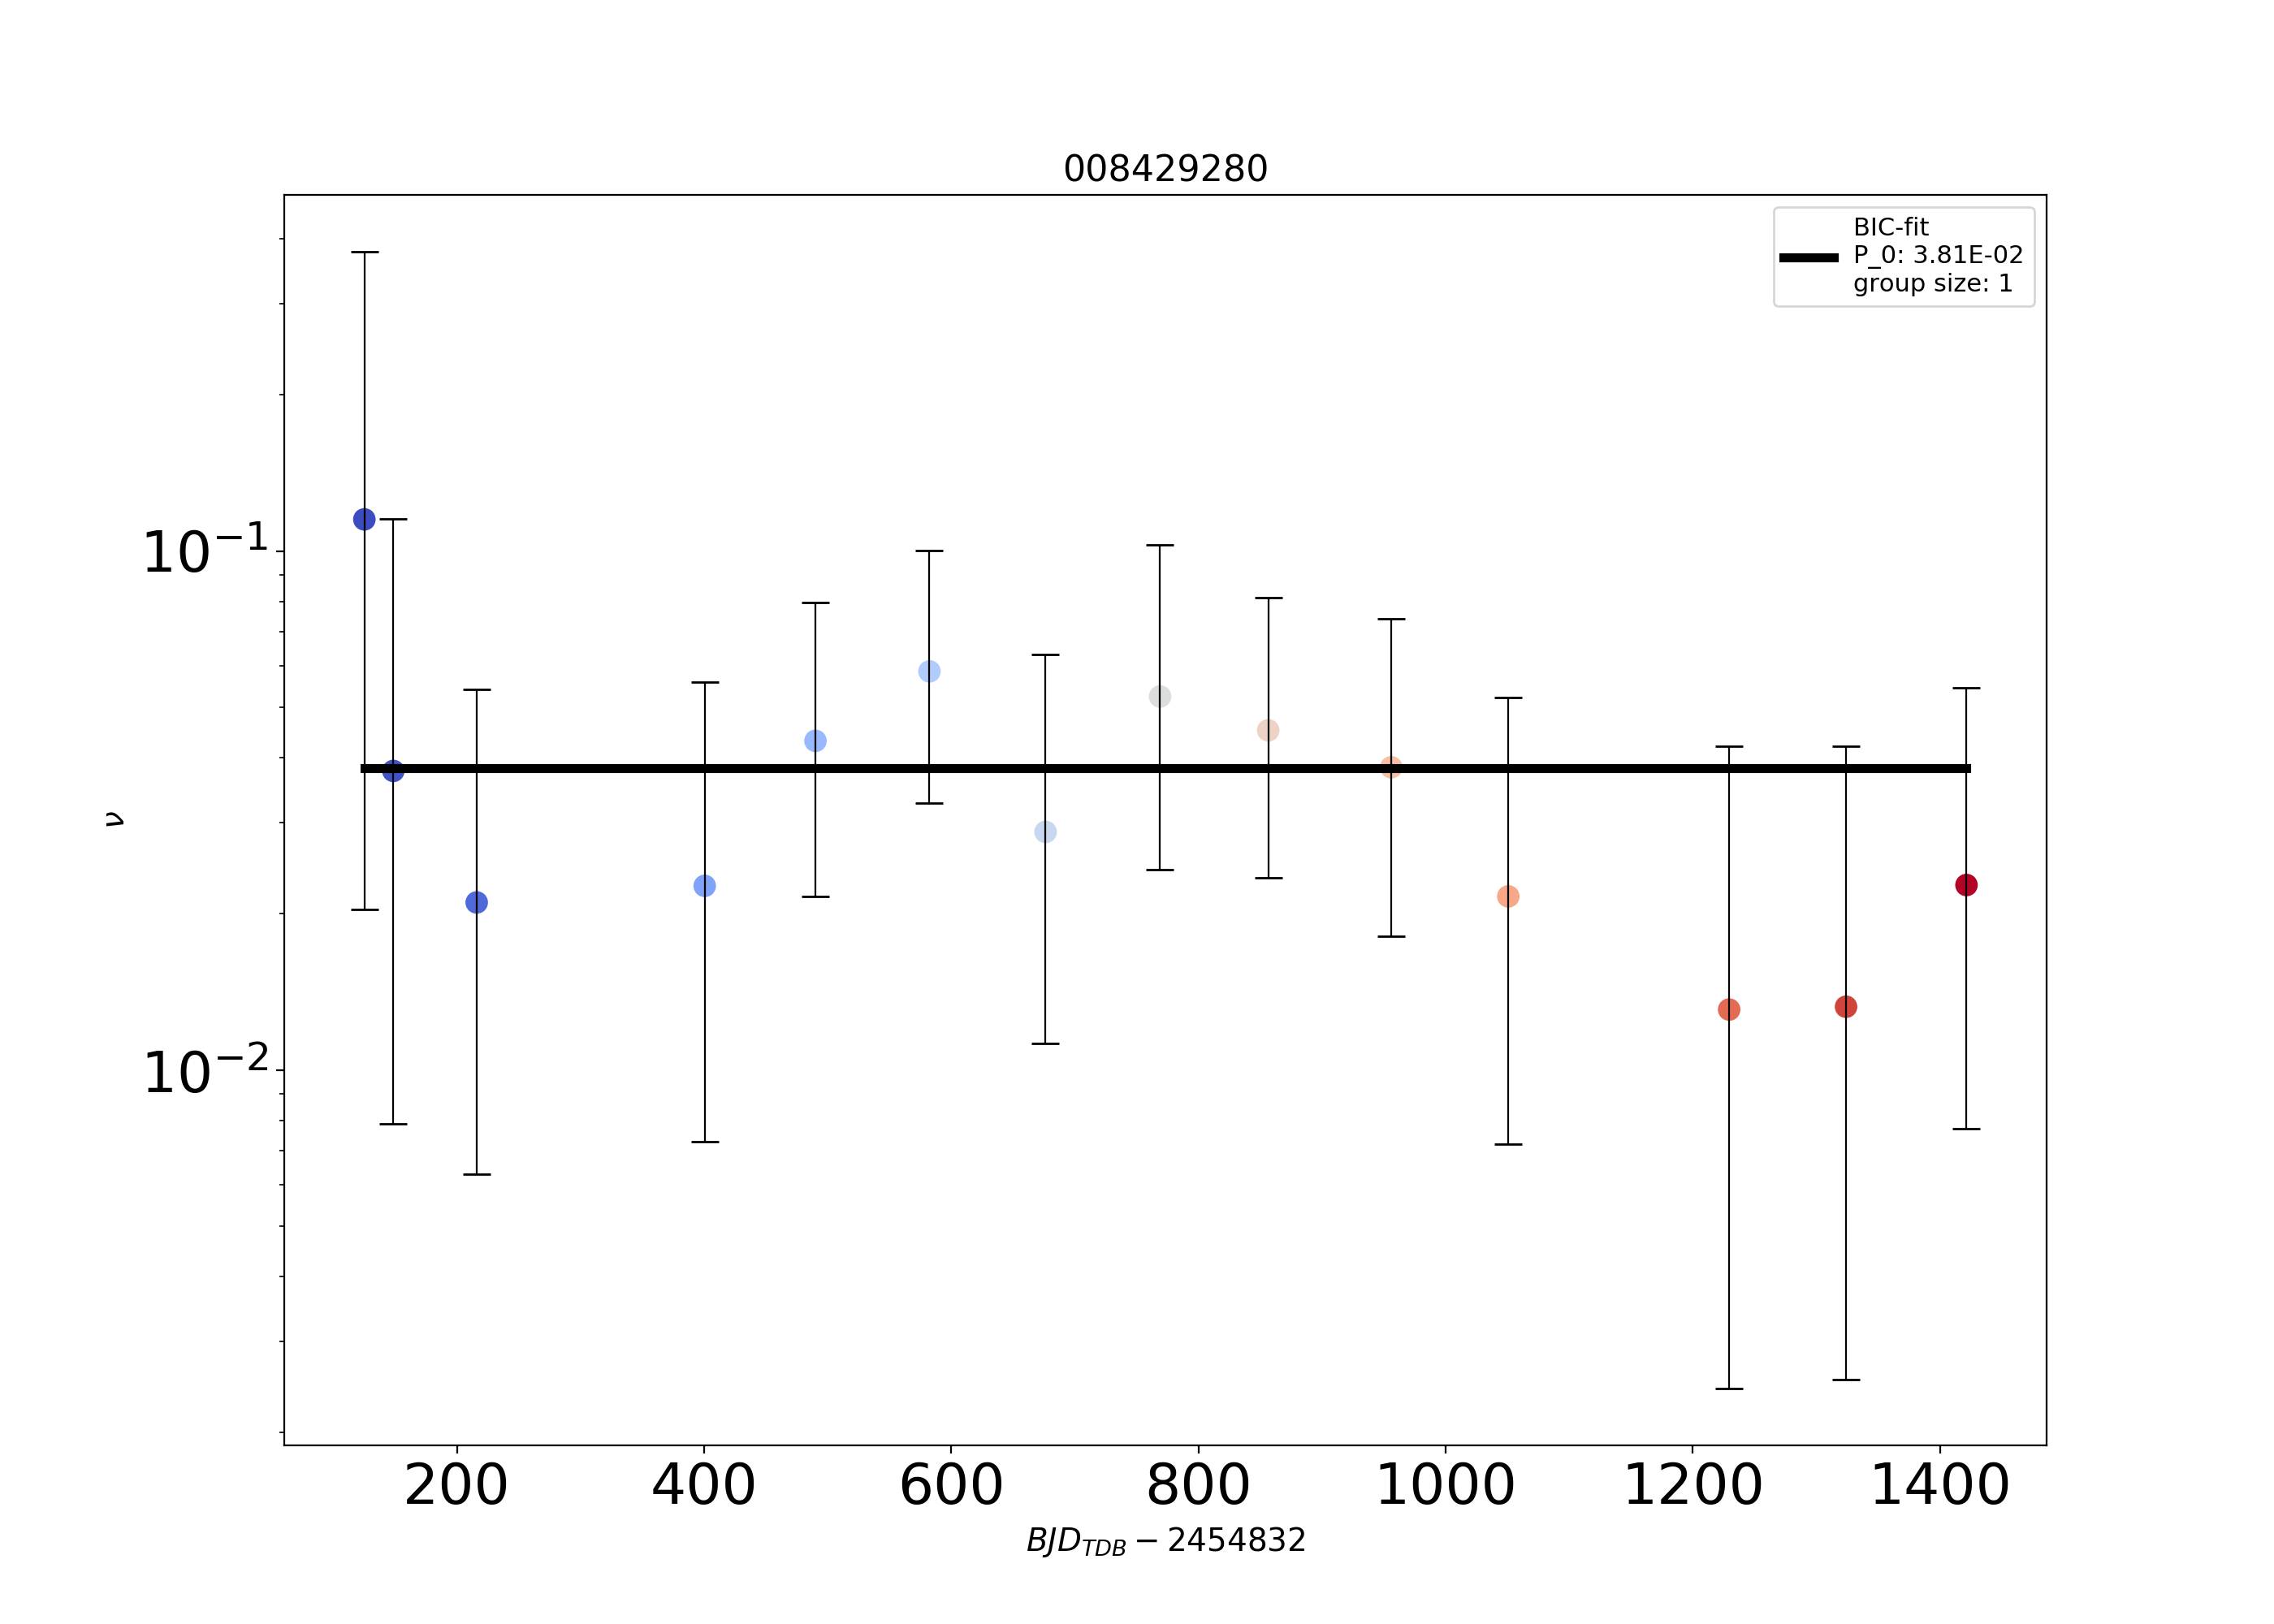 008429280
BIC-fit
P_0: 3.81E-02
group size: 1
10⁻¹
10⁻²
ν
200 400 600 800 1000 1200 1400
BJD_TDB − 2454832